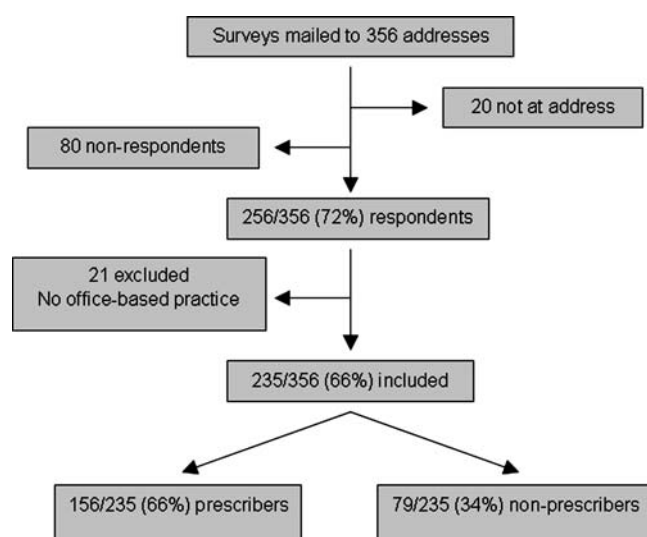 Surveys mailed to 356 addresses
20 not at address
80 non-respondents
256/356 (72%) respondents
21 excluded
No office-based practice
235/356 (66%) included
156/235 (66%) prescribers
79/235 (34%) non-prescribers